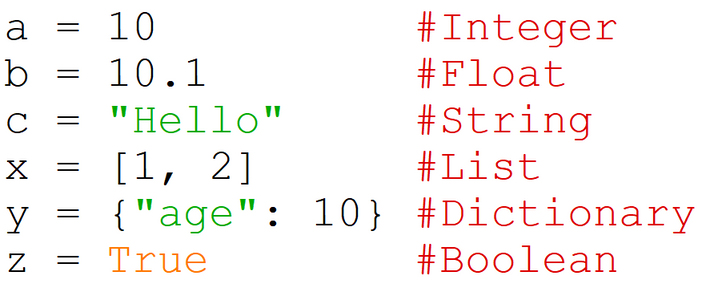 a = 10 #Integer
b = 10.1 #Float
c = "Hello" #String
x = [1, 2] #List
y = {"age": 10} #Dictionary
z = True #Boolean